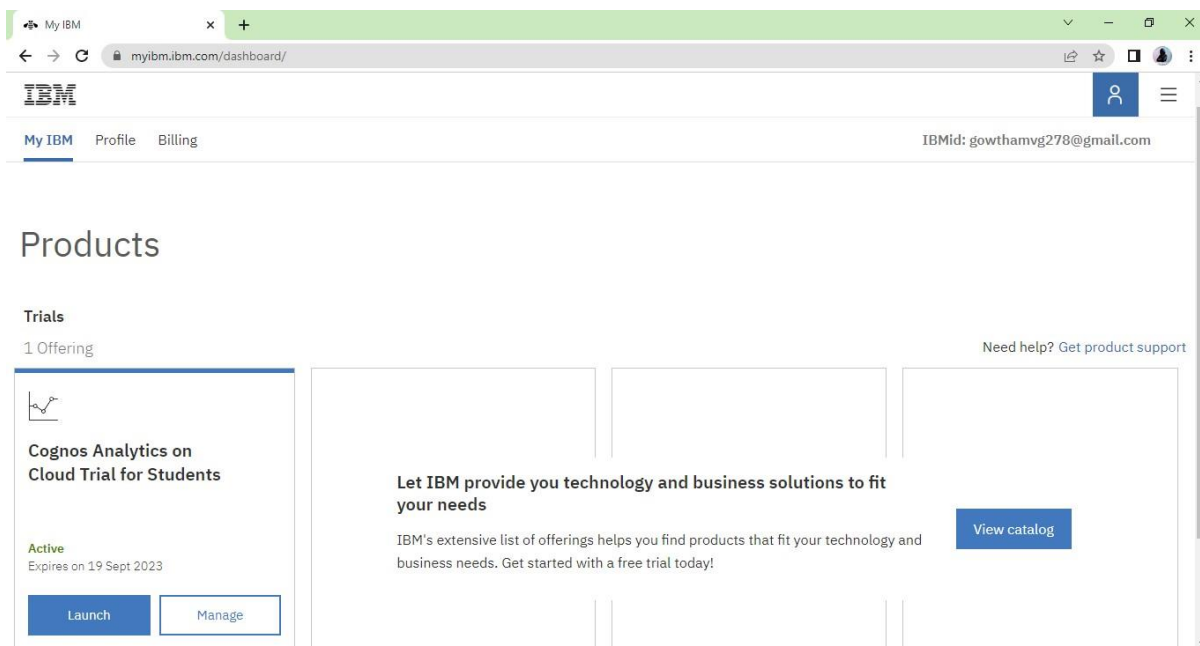 My IBM
myibm.ibm.com/dashboard/
IBM
My IBM Profile Billing IBMid: gowthamvg278@gmail.com
Products
Trials
1 Offering
Need help? Get product support
Cognos Analytics on
Cloud Trial for Students
Active
Expires on 19 Sept 2023
Launch Manage
Let IBM provide you technology and business solutions to fit
your needs
IBM's extensive list of offerings helps you find products that fit your technology and
business needs. Get started with a free trial today!
View catalog